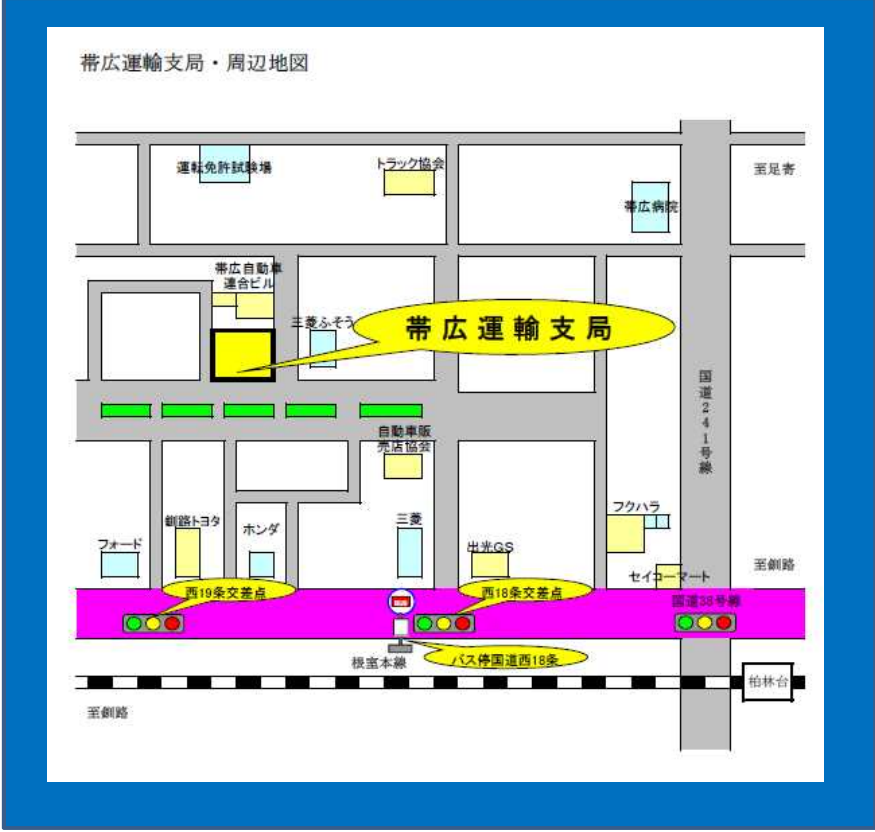 帯広運輸支局・周辺地図
運転免許試験場
トラック協会
至足寄
帯広病院
帯広自動車
連合ビル
三菱ふそう
帯広運輸支局
国道241号線
自動車販
売店協会
フクハラ
釧路トヨタ
ホンダ
三菱
フォード
出光GS
至釧路
セイコーマート
西19条交差点
西18条交差点
国道38号線
根室本線
バス停国道西18条
柏林台
至釧路